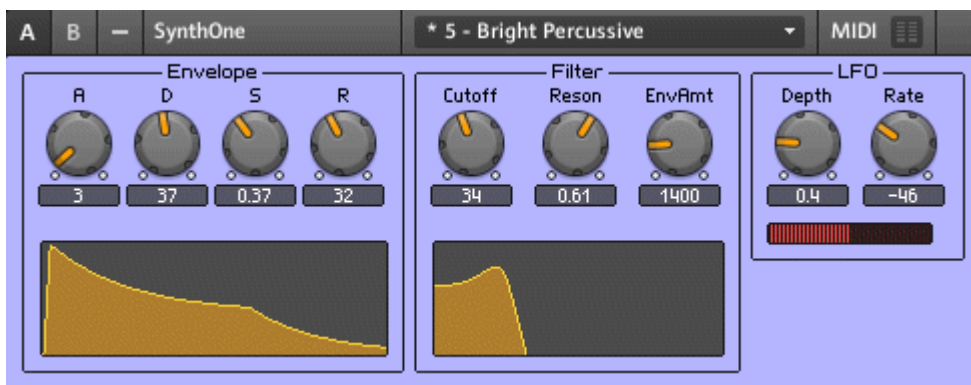 A B SynthOne * 5 - Bright Percussive MIDI
Envelope Filter LFO
A D S R Cutoff Reson EnvAmt Depth Rate
3 37 0.37 32 34 0.61 1400 0.4 -46